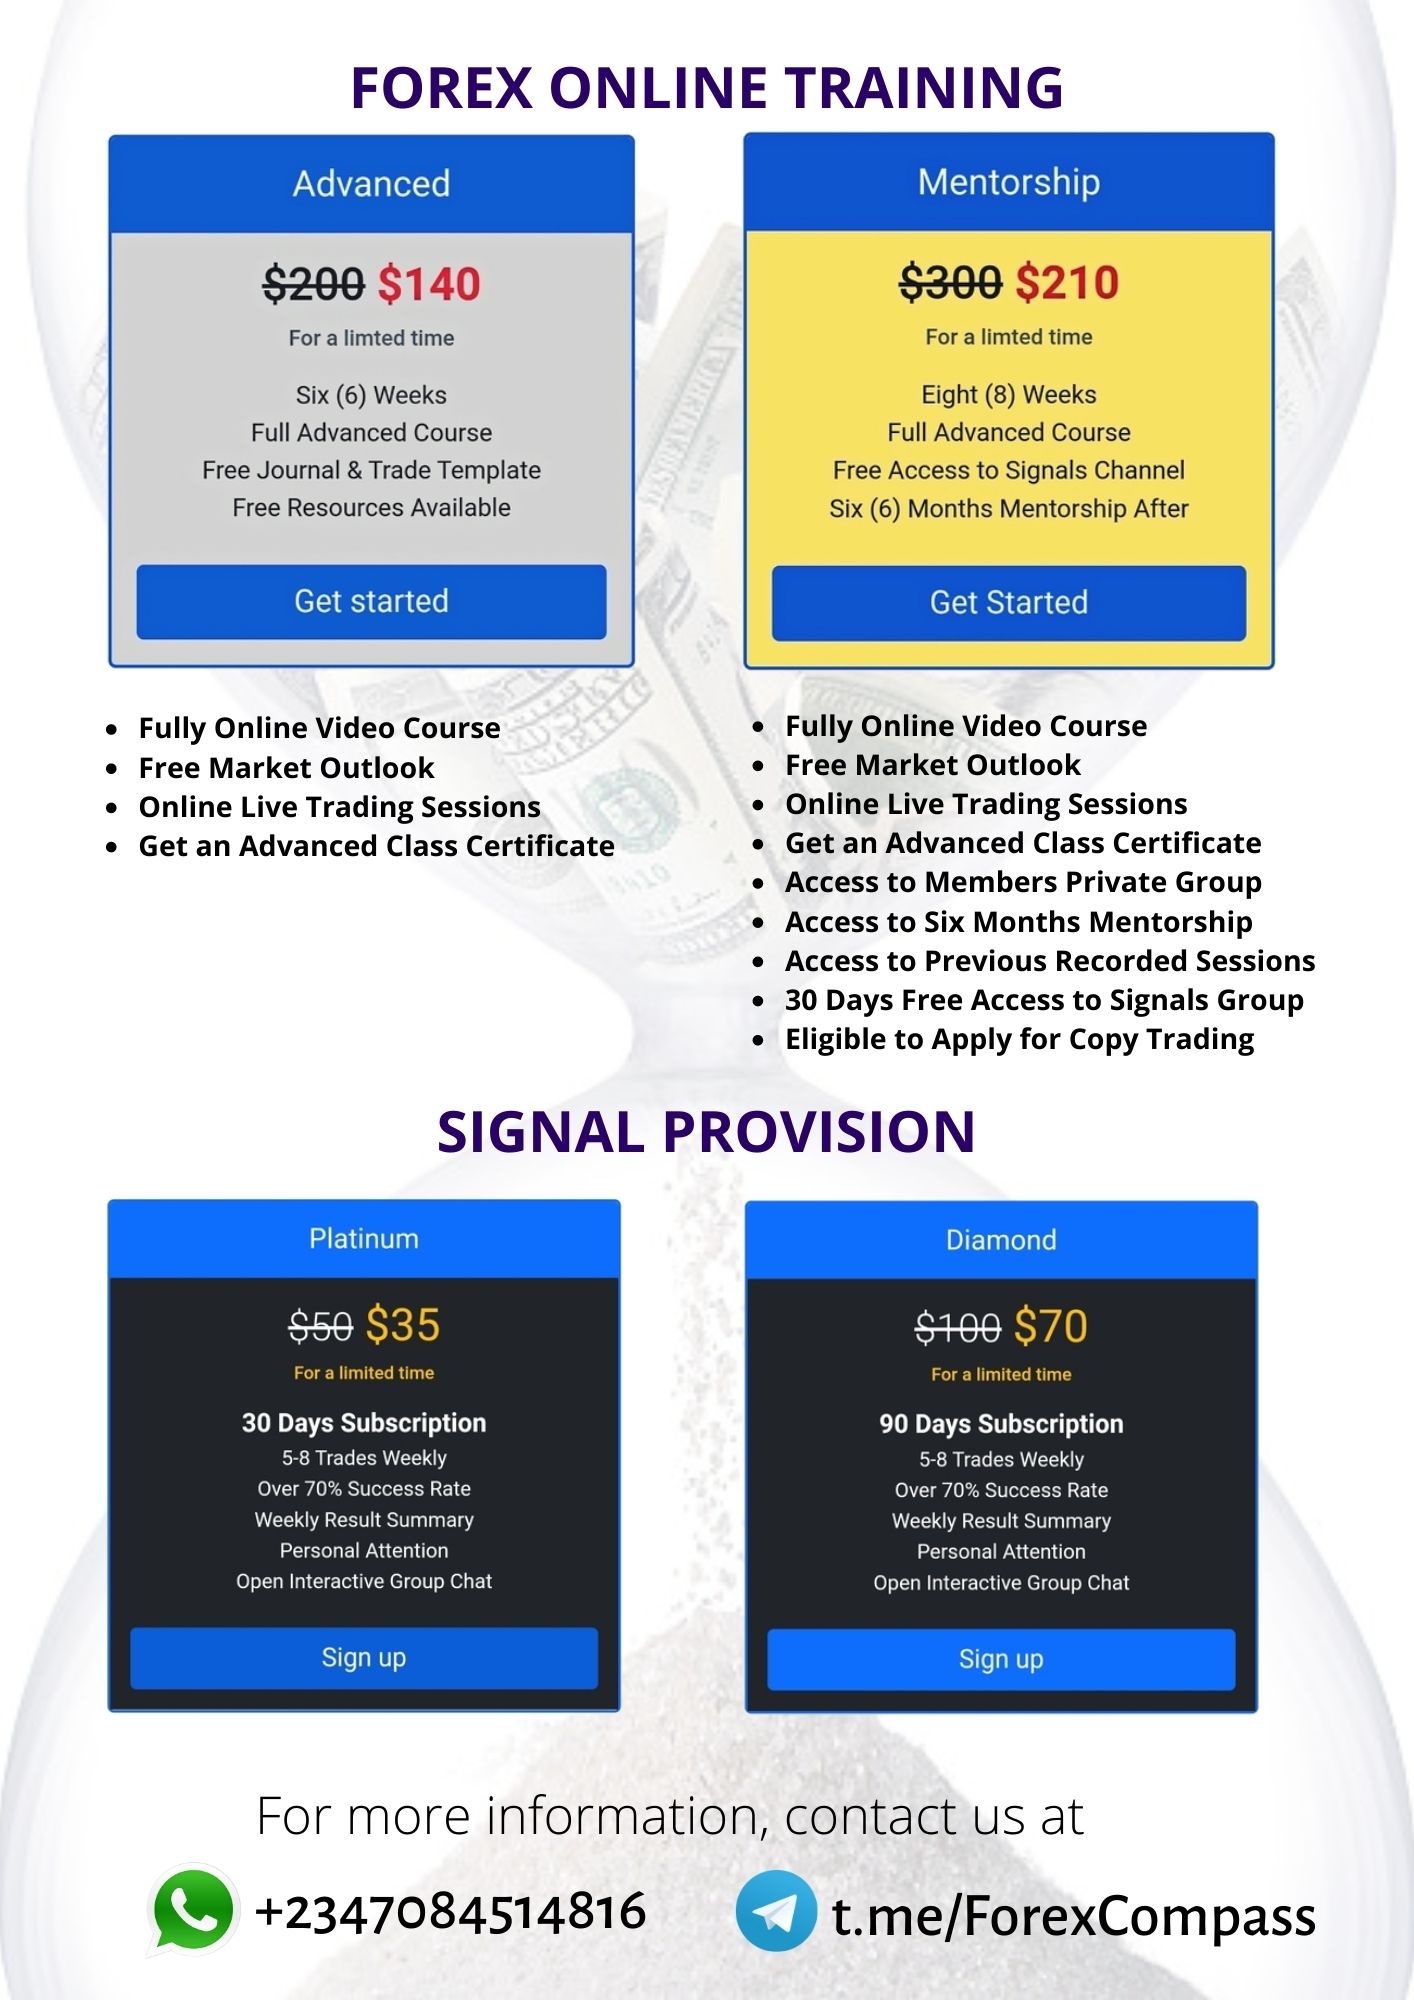 FOREX ONLINE TRAINING
Advanced
$200 $140
For a limted time
Six (6) Weeks
Full Advanced Course
Free Journal & Trade Template
Free Resources Available
Get started
Mentorship
$300 $210
For a limted time
Eight (8) Weeks
Full Advanced Course
Free Access to Signals Channel
Six (6) Months Mentorship After
Get Started
• Fully Online Video Course
• Free Market Outlook
• Online Live Trading Sessions
• Get an Advanced Class Certificate
• Fully Online Video Course
• Free Market Outlook
• Online Live Trading Sessions
• Get an Advanced Class Certificate
• Access to Members Private Group
• Access to Six Months Mentorship
• Access to Previous Recorded Sessions
• 30 Days Free Access to Signals Group
• Eligible to Apply for Copy Trading
SIGNAL PROVISION
Platinum
$50 $35
For a limited time
30 Days Subscription
5-8 Trades Weekly
Over 70% Success Rate
Weekly Result Summary
Personal Attention
Open Interactive Group Chat
Sign up
Diamond
$100 $70
For a limited time
90 Days Subscription
5-8 Trades Weekly
Over 70% Success Rate
Weekly Result Summary
Personal Attention
Open Interactive Group Chat
Sign up
For more information, contact us at
+2347084514816
t.me/ForexCompass